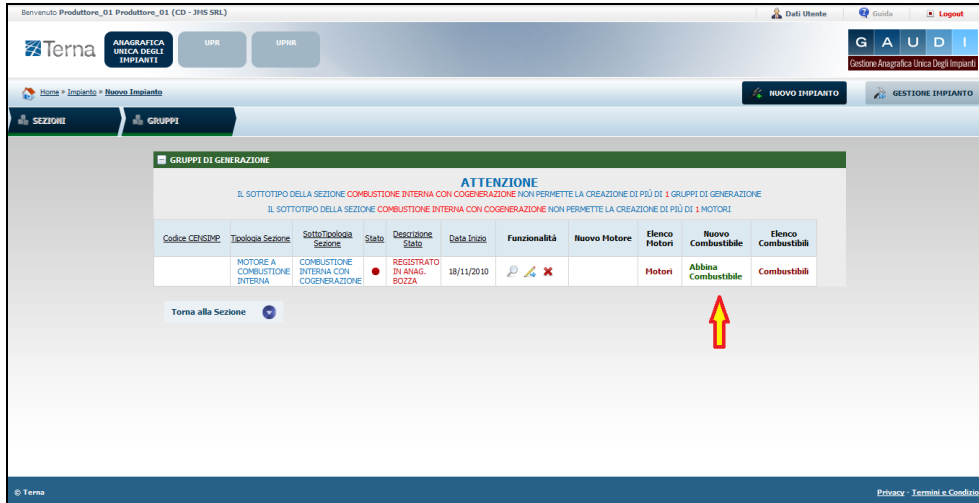 Benvenuto Produttore_01 Produttore_01 (CD - JMS SRL)
Dati Utente
Guida
Logout
Terna
ANAGRAFICA
UNICA DEGLI
IMPIANTI
UPR
UPNR
G A U D I
Gestione Anagrafica Unica Degli Impianti
Home » Impianto » Nuovo Impianto
NUOVO IMPIANTO
GESTIONE IMPIANTO
SEZIONI
GRUPPI
GRUPPI DI GENERAZIONE
ATTENZIONE
IL SOTTOTIPO DELLA SEZIONE COMBUSTIONE INTERNA CON COGENERAZIONE NON PERMETTE LA CREAZIONE DI PIÙ DI 1 GRUPPI DI GENERAZIONE
IL SOTTOTIPO DELLA SEZIONE COMBUSTIONE INTERNA CON COGENERAZIONE NON PERMETTE LA CREAZIONE DI PIÙ DI 1 MOTORI
Codice CENSIMP
Tipologia Sezione
SottoTipologia
Sezione
Stato
Descrizione
Stato
Data Inizio
Funzionalità
Nuovo Motore
Elenco
Motori
Nuovo
Combustibile
Elenco
Combustibili
MOTORE A
COMBUSTIONE
INTERNA
COMBUSTIONE
INTERNA CON
COGENERAZIONE
REGISTRATO
IN ANAG.
BOZZA
18/11/2010
Motori
Abbina
Combustibile
Combustibili
Torna alla Sezione
© Terna
Privacy - Termini e Condizio